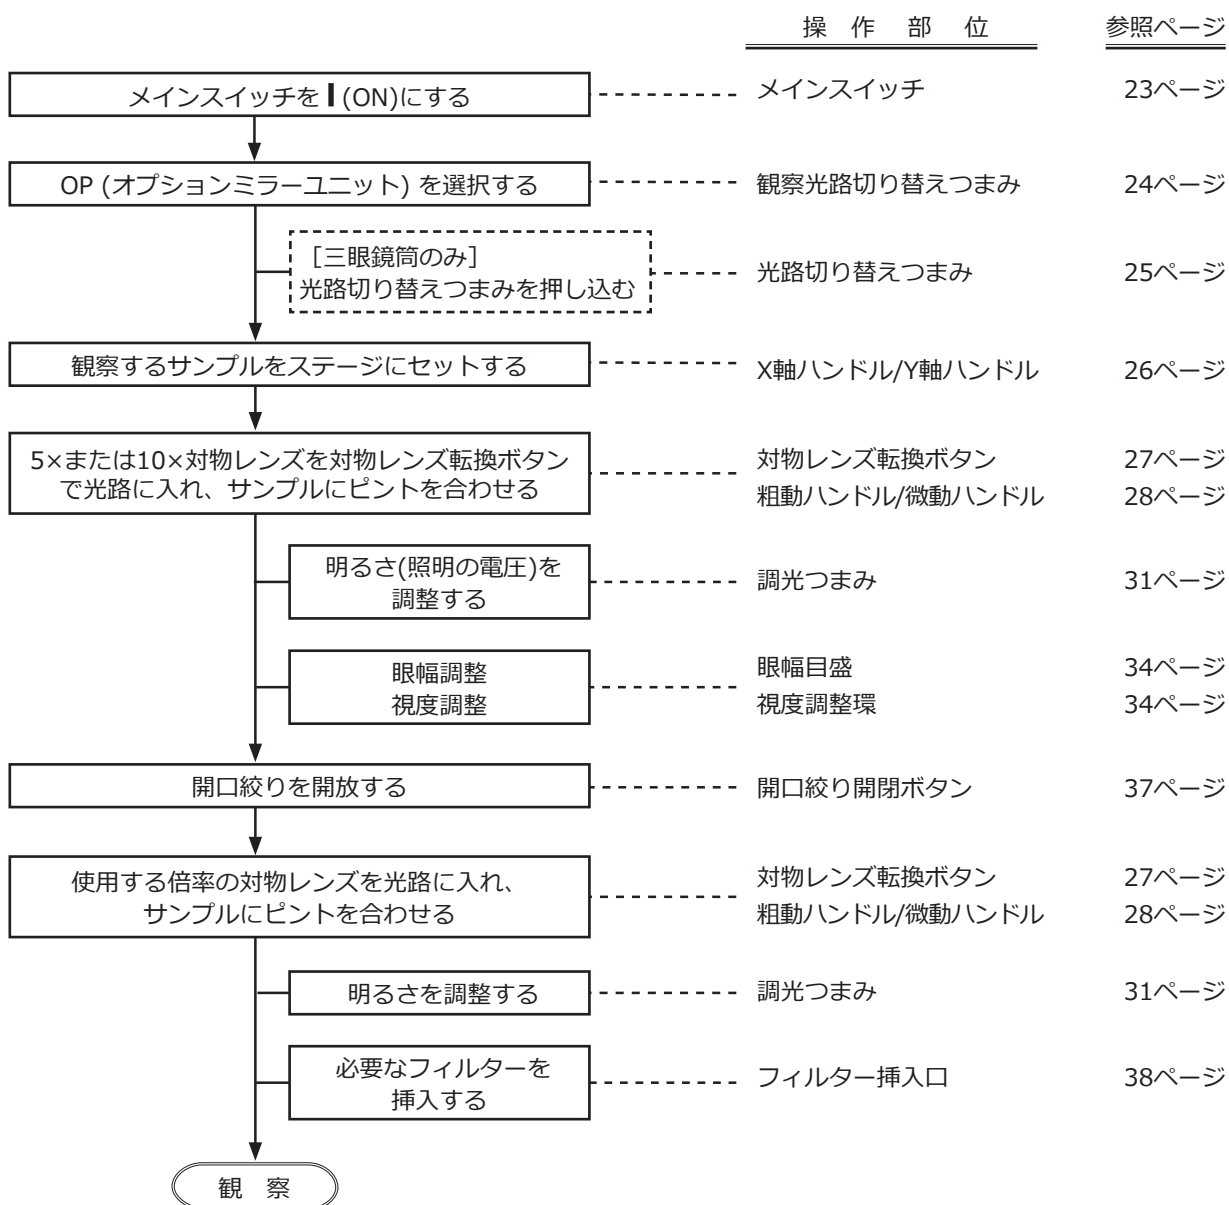 操 作 部 位 参照ページ
メインスイッチを I (ON)にする メインスイッチ 23ページ
OP (オプションミラーユニット) を選択する 観察光路切り替えつまみ 24ページ
［三眼鏡筒のみ］
光路切り替えつまみを押し込む 光路切り替えつまみ 25ページ
観察するサンプルをステージにセットする X軸ハンドル/Y軸ハンドル 26ページ
5×または10×対物レンズを対物レンズ転換ボタン
で光路に入れ、サンプルにピントを合わせる
対物レンズ転換ボタン 27ページ
粗動ハンドル/微動ハンドル 28ページ
明るさ(照明の電圧)を
調整する
調光つまみ 31ページ
眼幅調整
視度調整
眼幅目盛 34ページ
視度調整環 34ページ
開口絞りを開放する 開口絞り開閉ボタン 37ページ
使用する倍率の対物レンズを光路に入れ、
サンプルにピントを合わせる
対物レンズ転換ボタン 27ページ
粗動ハンドル/微動ハンドル 28ページ
明るさを調整する 調光つまみ 31ページ
必要なフィルターを
挿入する
フィルター挿入口 38ページ
観 察